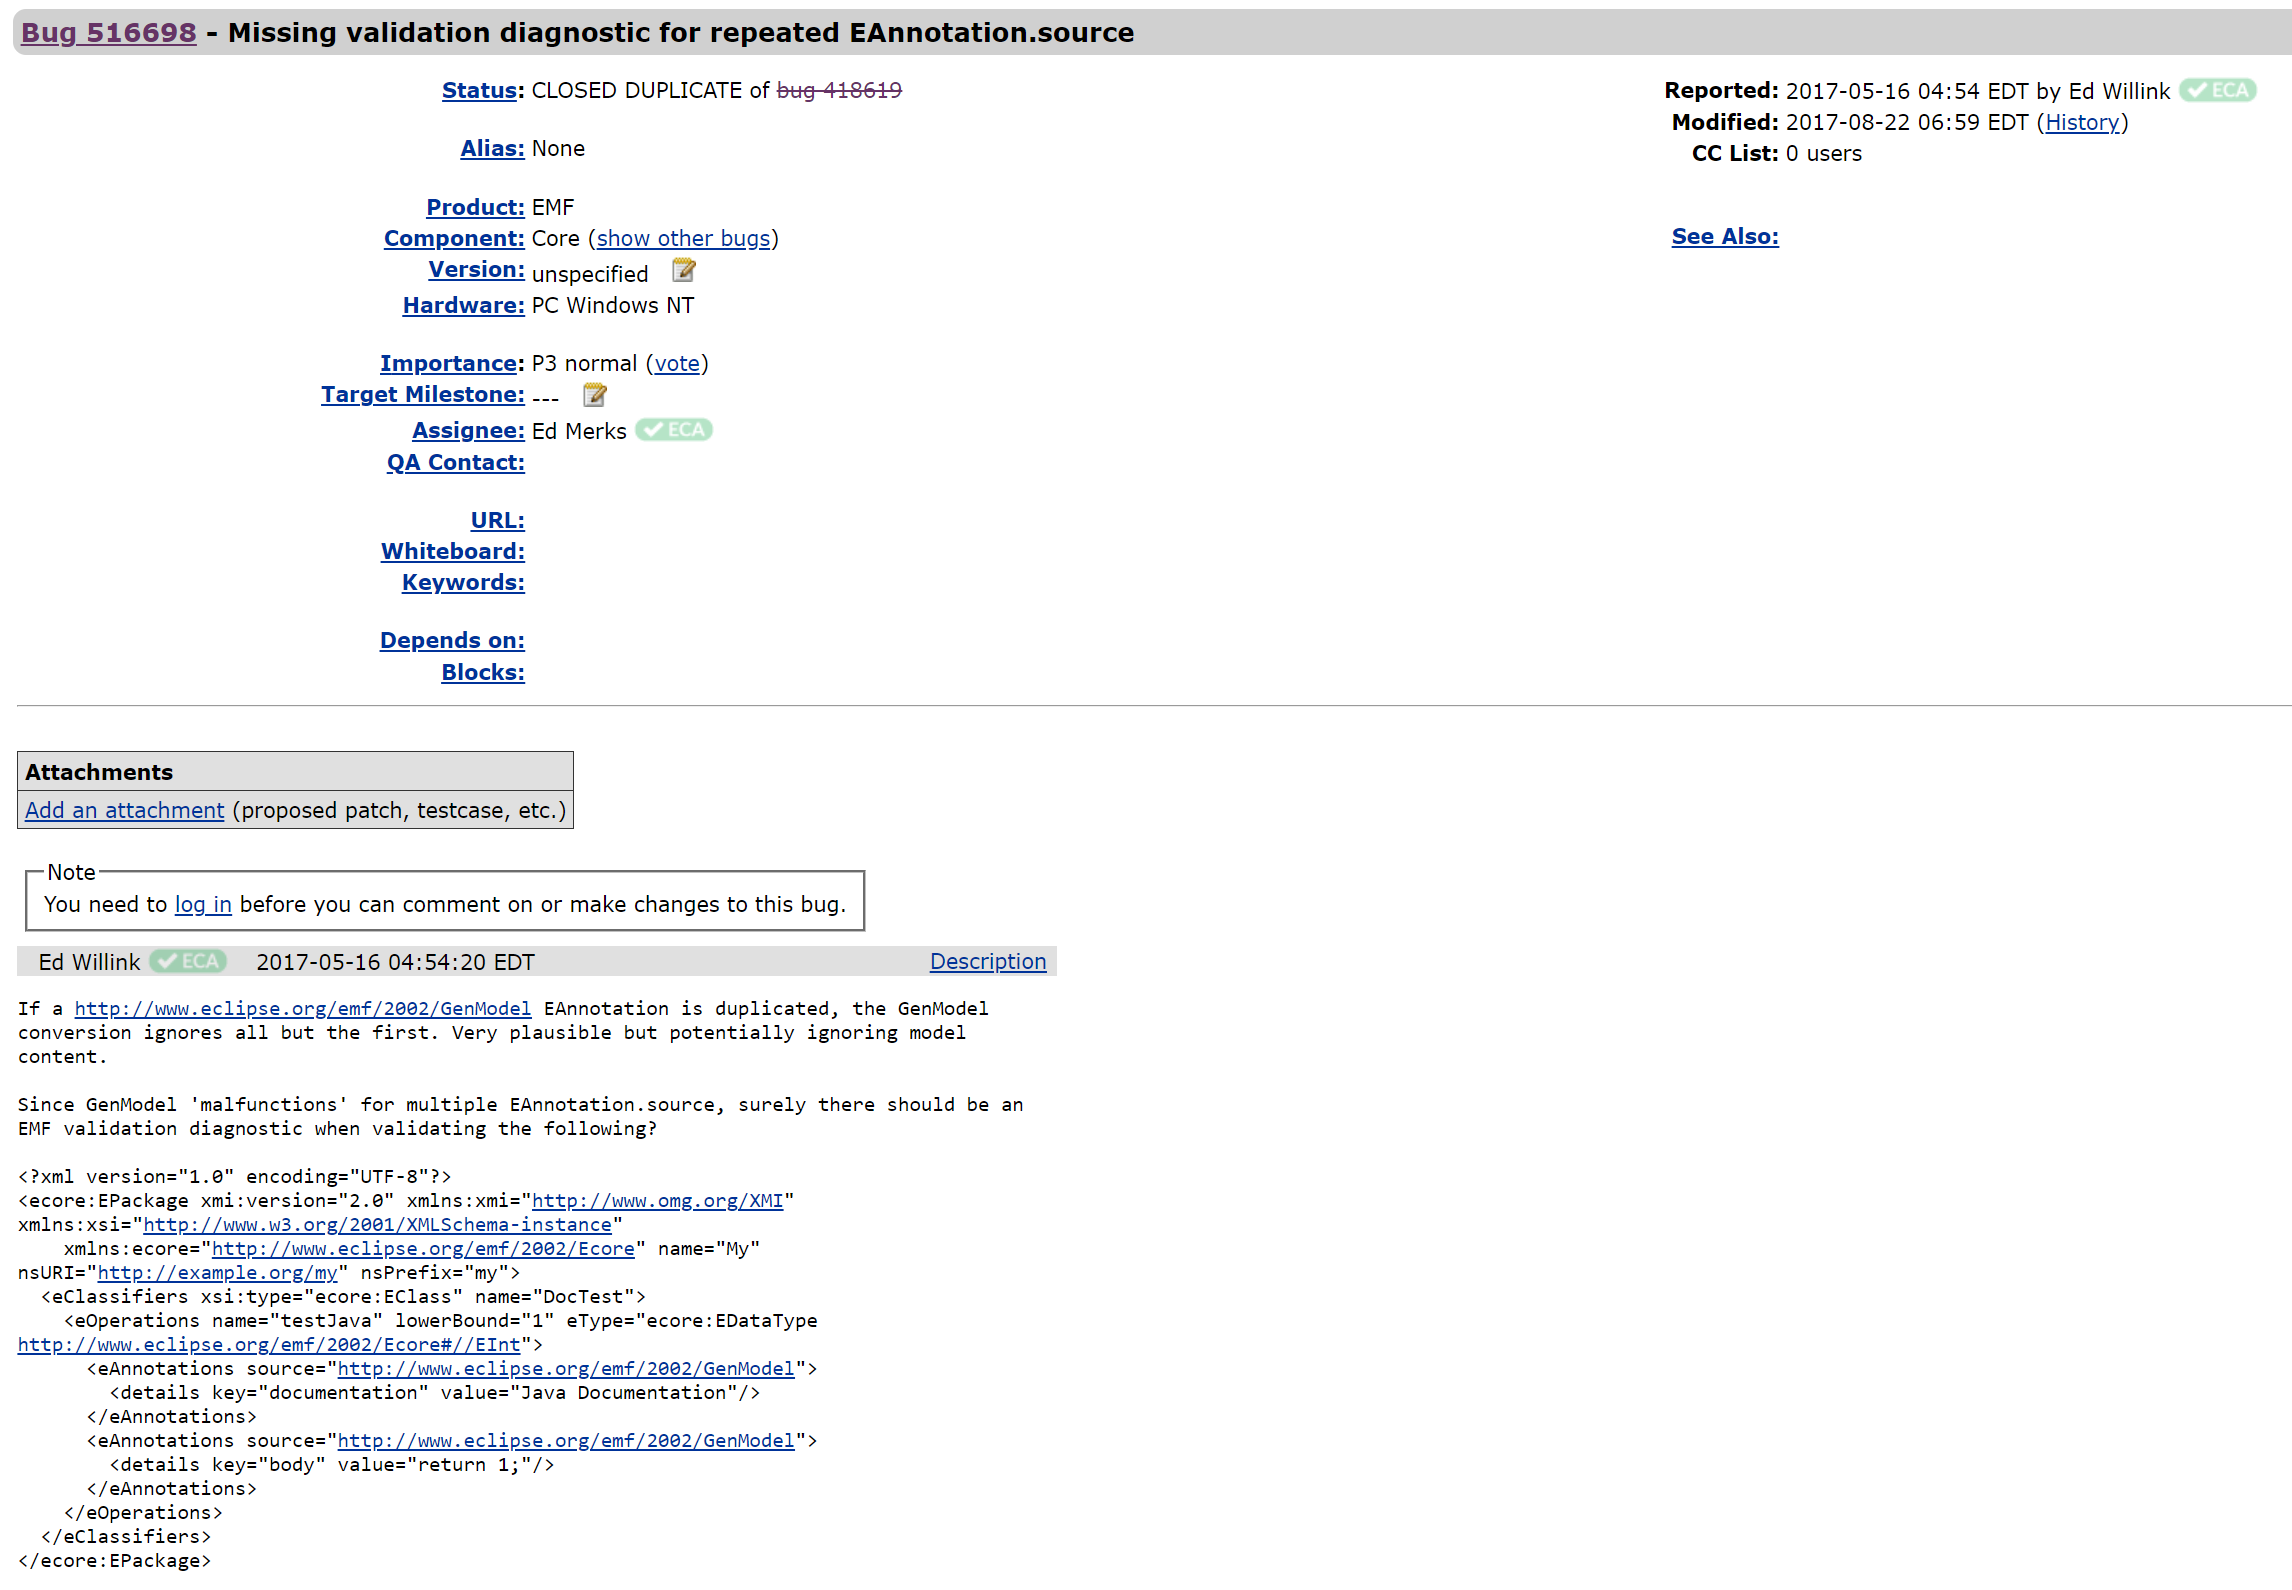 Bug 516698 - Missing validation diagnostic for repeated EAnnotation.source
Status: CLOSED DUPLICATE of bug 418619
Alias: None
Product: EMF
Component: Core (show other bugs)
Version: unspecified
Hardware: PC Windows NT
Importance: P3 normal (vote)
Target Milestone: ---
Assignee: Ed Merks ECA
QA Contact:
URL:
Whiteboard:
Keywords:
Depends on:
Blocks:
Reported: 2017-05-16 04:54 EDT by Ed Willink ECA
Modified: 2017-08-22 06:59 EDT (History)
CC List: 0 users
See Also:
Attachments
Add an attachment (proposed patch, testcase, etc.)
Note
You need to log in before you can comment on or make changes to this bug.
Ed Willink ECA 2017-05-16 04:54:20 EDT Description
If a http://www.eclipse.org/emf/2002/GenModel EAnnotation is duplicated, the GenModel
conversion ignores all but the first. Very plausible but potentially ignoring model
content.
Since GenModel 'malfunctions' for multiple EAnnotation.source, surely there should be an
EMF validation diagnostic when validating the following?
<?xml version="1.0" encoding="UTF-8"?>
<ecore:EPackage xmi:version="2.0" xmlns:xmi="http://www.omg.org/XMI"
xmlns:xsi="http://www.w3.org/2001/XMLSchema-instance"
    xmlns:ecore="http://www.eclipse.org/emf/2002/Ecore" name="My"
nsURI="http://example.org/my" nsPrefix="my">
  <eClassifiers xsi:type="ecore:EClass" name="DocTest">
    <eOperations name="testJava" lowerBound="1" eType="ecore:EDataType
http://www.eclipse.org/emf/2002/Ecore#//EInt">
      <eAnnotations source="http://www.eclipse.org/emf/2002/GenModel">
        <details key="documentation" value="Java Documentation"/>
      </eAnnotations>
      <eAnnotations source="http://www.eclipse.org/emf/2002/GenModel">
        <details key="body" value="return 1;"/>
      </eAnnotations>
    </eOperations>
  </eClassifiers>
</ecore:EPackage>